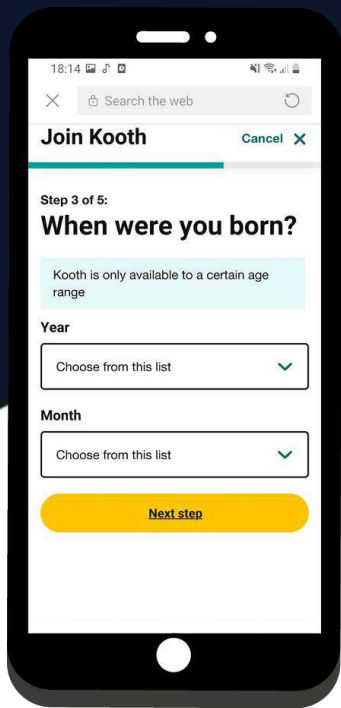 18:14
Search the web
Join Kooth
Cancel
Step 3 of 5:
When were you born?
Kooth is only available to a certain age
range
Year
Choose from this list
Month
Choose from this list
Next step